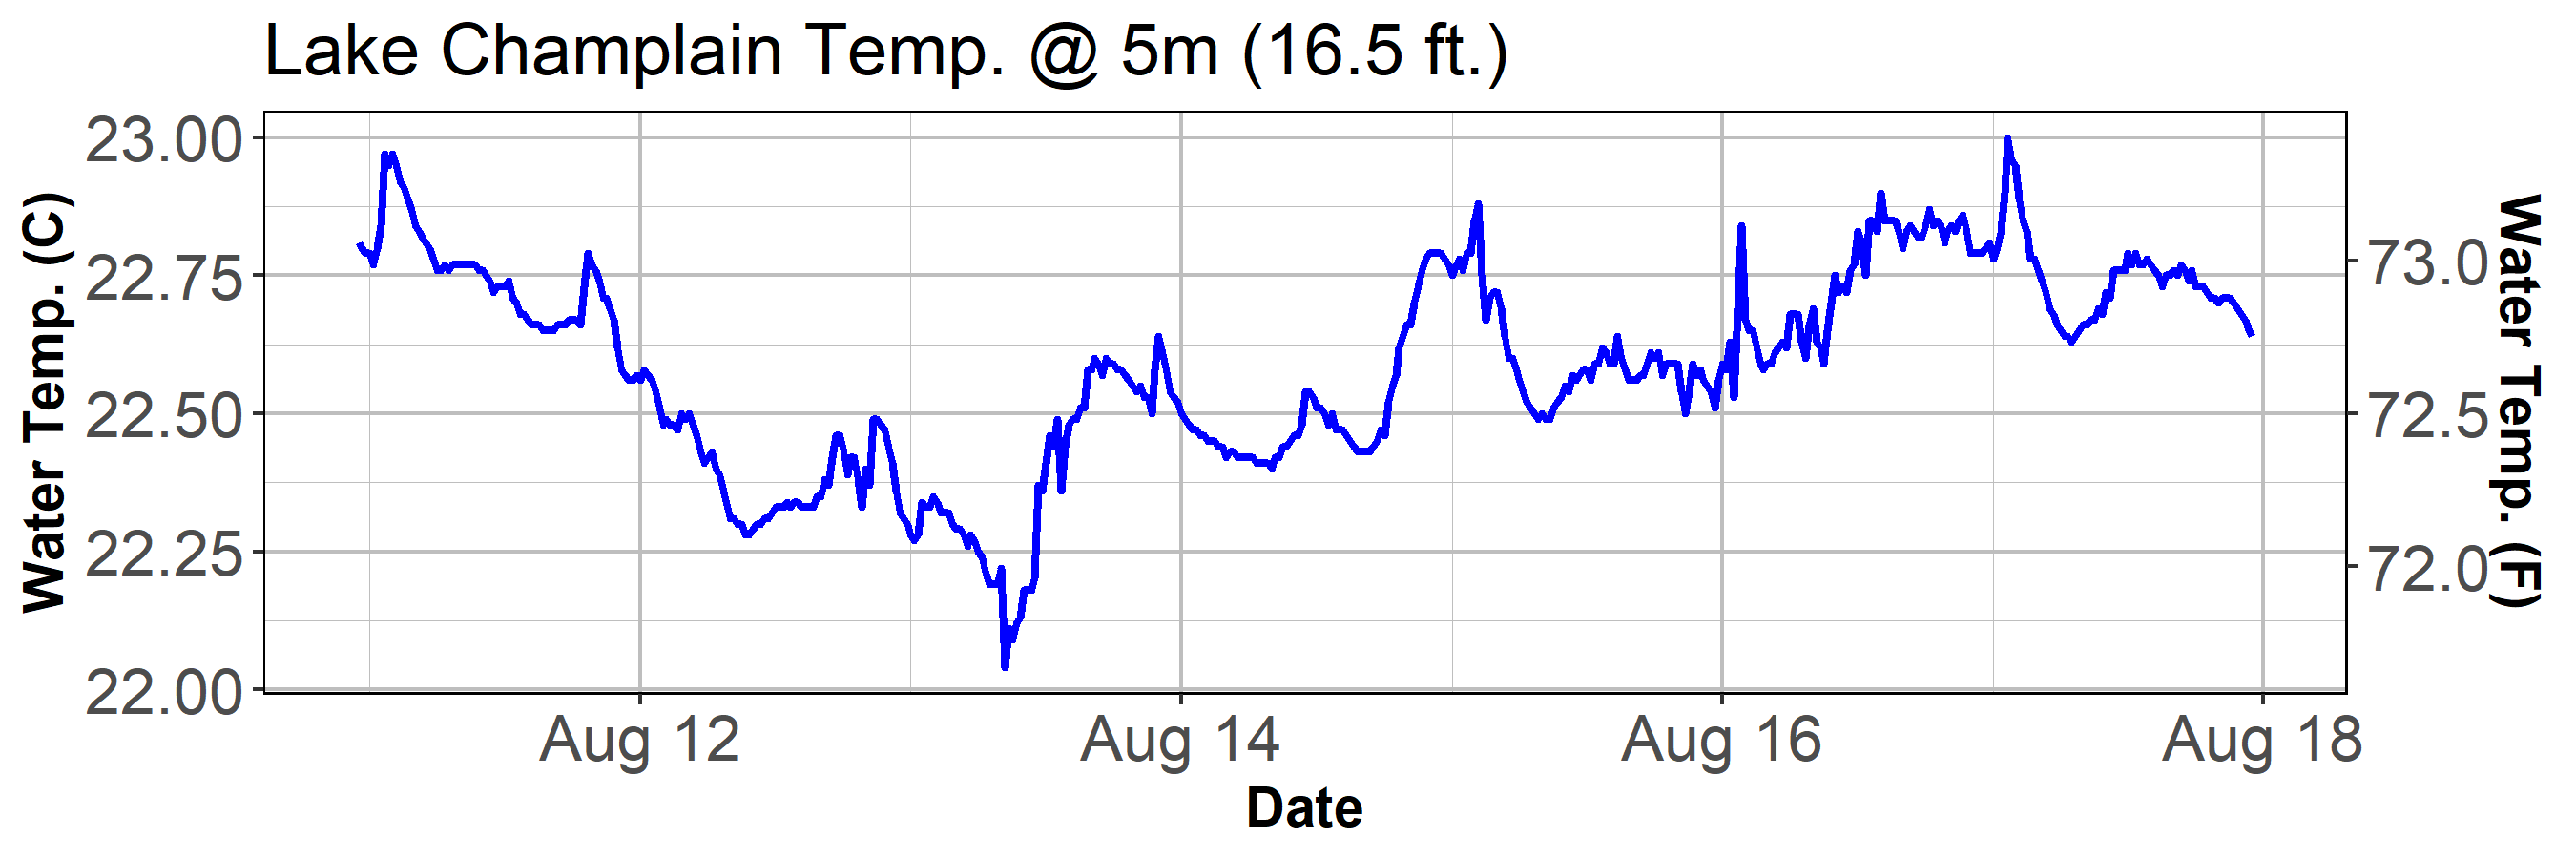 Lake Champlain Temp. @ 5m (16.5 ft.)
Water Temp. (C)
23.00
22.75
22.50
22.25
22.00
73.0
72.5
72.0
Water Temp. (F)
Aug 12 Aug 14 Aug 16 Aug 18
Date